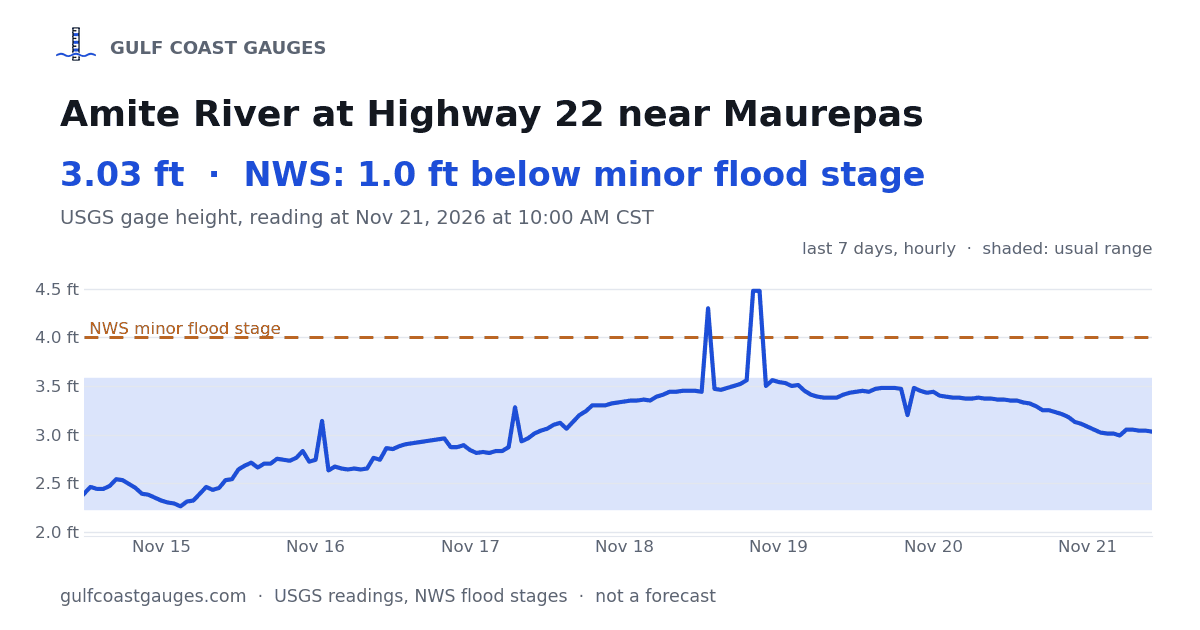 GULF COAST GAUGES
Amite River at Highway 22 near Maurepas
3.03 ft · NWS: 1.0 ft below minor flood stage
USGS gage height, reading at Nov 21, 2026 at 10:00 AM CST
last 7 days, hourly · shaded: usual range
4.5 ft
NWS minor flood stage
4.0 ft
3.5 ft
3.0 ft
2.5 ft
2.0 ft
Nov 15 Nov 16 Nov 17 Nov 18 Nov 19 Nov 20 Nov 21
gulfcoastgauges.com · USGS readings, NWS flood stages · not a forecast